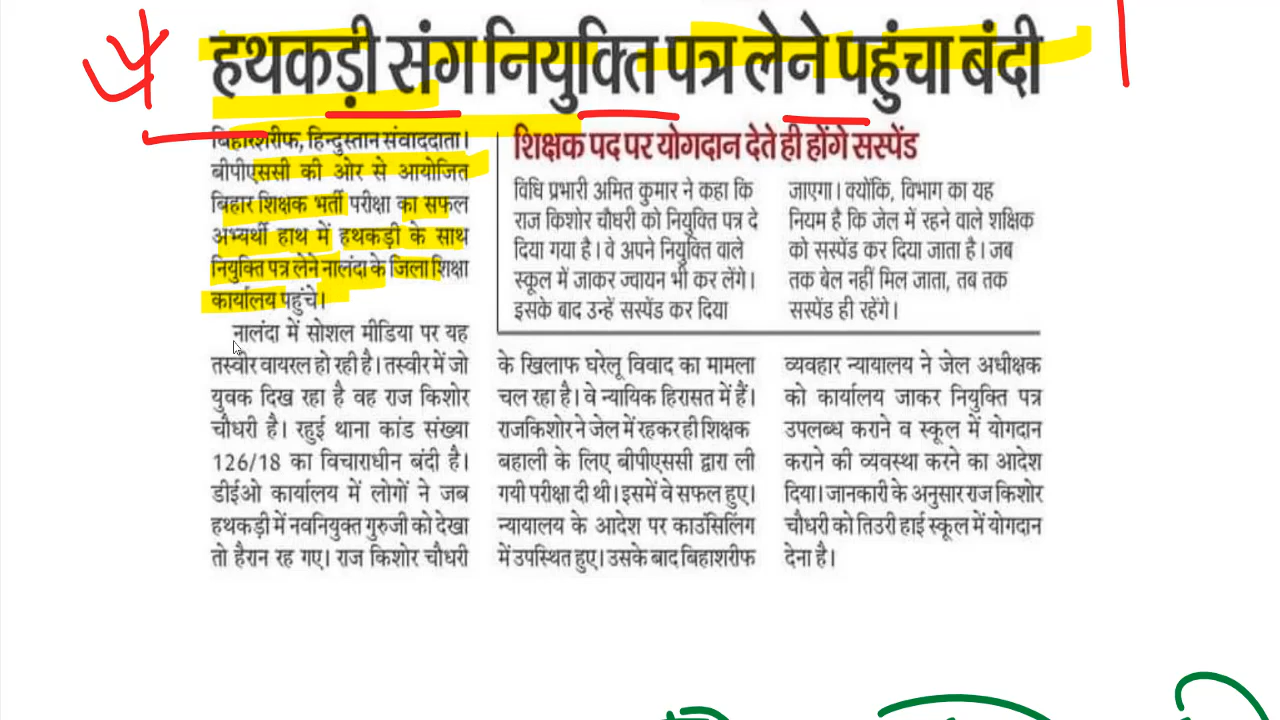 हथकड़ी संग नियुक्ति पत्र लेने पहुंचा बंदी
बिहारशरीफ, हिन्दुस्तान संवाददाता।
बीपीएससी की ओर से आयोजित
बिहार शिक्षक भर्ती परीक्षा का सफल
अभ्यर्थी हाथ में हथकड़ी के साथ
नियुक्ति पत्र लेने नालंदा के जिला शिक्षा
कार्यालय पहुंचे।
नालंदा में सोशल मीडिया पर यह
तस्वीर वायरल हो रही है। तस्वीर में जो
युवक दिख रहा है वह राज किशोर
चौधरी है। रहुई थाना कांड संख्या
126/18 का विचाराधीन बंदी है।
डीईओ कार्यालय में लोगों ने जब
हथकड़ी में नवनियुक्त गुरुजी को देखा
तो हैरान रह गए। राज किशोर चौधरी
शिक्षक पद पर योगदान देते ही होंगे सस्पेंड
विधि प्रभारी अमित कुमार ने कहा कि
राज किशोर चौधरी को नियुक्ति पत्र दे
दिया गया है। वे अपने नियुक्ति वाले
स्कूल में जाकर ज्वायन भी कर लेंगे।
इसके बाद उन्हें सस्पेंड कर दिया
जाएगा। क्योंकि, विभाग का यह
नियम है कि जेल में रहने वाले शक्षिक
को सस्पेंड कर दिया जाता है। जब
तक बेल नहीं मिल जाता, तब तक
सस्पेंड ही रहेंगे।
के खिलाफ घरेलू विवाद का मामला
चल रहा है। वे न्यायिक हिरासत में हैं।
राजकिशोर ने जेल में रहकर ही शिक्षक
बहाली के लिए बीपीएससी द्वारा ली
गयी परीक्षा दी थी। इसमें वे सफल हुए।
न्यायालय के आदेश पर काउंसिलिंग
में उपस्थित हुए। उसके बाद बिहाशरीफ
व्यवहार न्यायालय ने जेल अधीक्षक
को कार्यालय जाकर नियुक्ति पत्र
उपलब्ध कराने व स्कूल में योगदान
कराने की व्यवस्था करने का आदेश
दिया। जानकारी के अनुसार राज किशोर
चौधरी को तिउरी हाई स्कूल में योगदान
देना है।